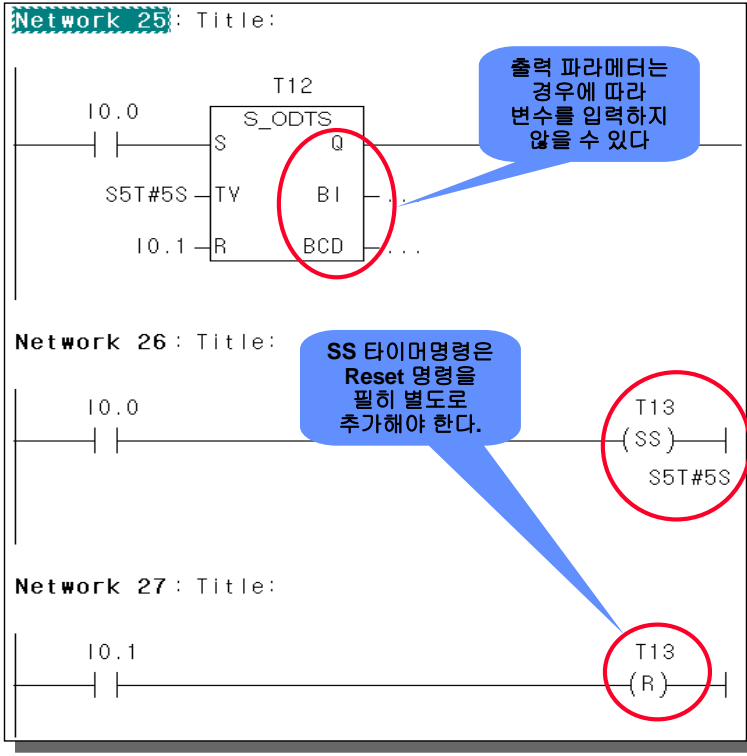 Network 25 : Title:
출력 파라메터는
경우에 따라
변수를 입력하지
않을 수 있다
T12
I0.0
S_ODTS
S Q
S5T#5S TV BI ...
I0.1 R BCD ...
Network 26 : Title:
SS 타이머명령은
Reset 명령을
필히 별도로
추가해야 한다.
I0.0 T13
(SS)
S5T#5S
Network 27 : Title:
I0.1 T13
(R)